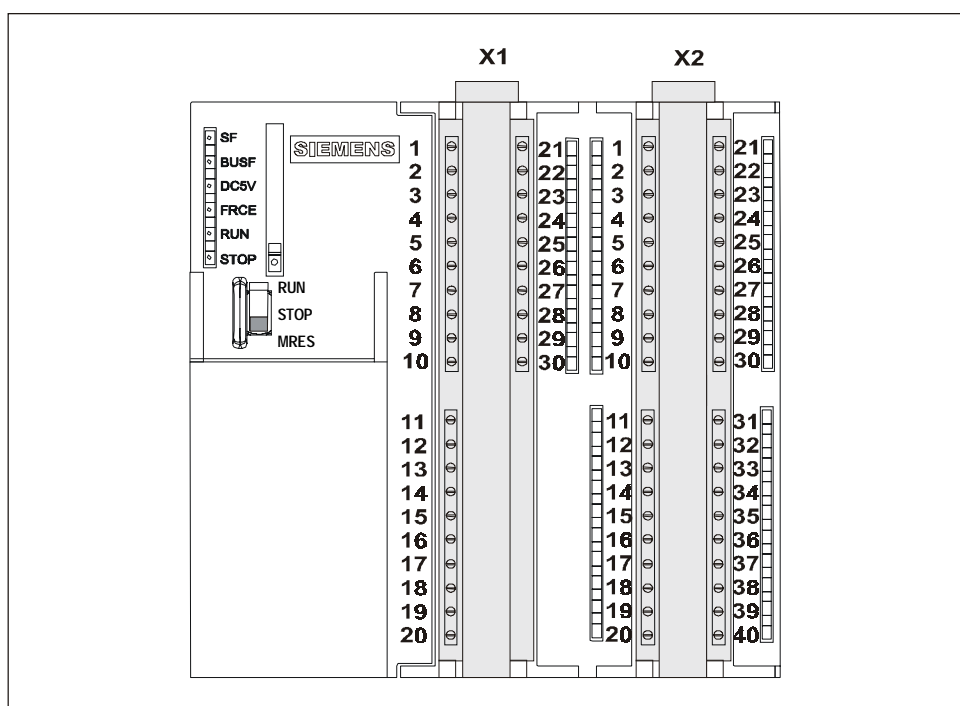 X1 X2
SF
BUSF
DC5V
FRCE
RUN
STOP
SIEMENS
RUN
STOP
MRES
1 21 1 21
2 22 2 22
3 23 3 23
4 24 4 24
5 25 5 25
6 26 6 26
7 27 7 27
8 28 8 28
9 29 9 29
10 30 10 30
11 11 31
12 12 32
13 13 33
14 14 34
15 15 35
16 16 36
17 17 37
18 18 38
19 19 39
20 20 40